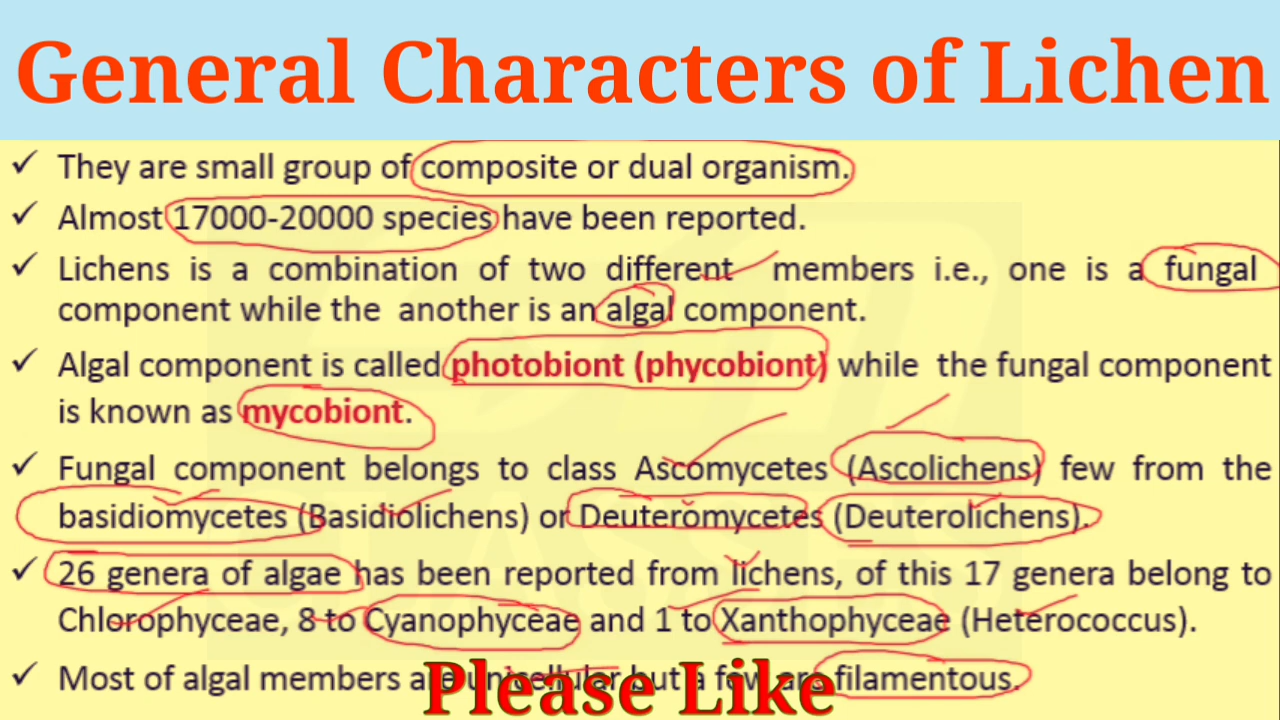 General Characters of Lichen
✓ They are small group of composite or dual organism.
✓ Almost 17000-20000 species have been reported.
✓ Lichens is a combination of two different members i.e., one is a fungal
component while the another is an algal component.
✓ Algal component is called photobiont (phycobiont) while the fungal component
is known as mycobiont.
✓ Fungal component belongs to class Ascomycetes (Ascolichens) few from the
basidiomycetes (Basidiolichens) or Deuteromycetes (Deuterolichens).
✓ 26 genera of algae has been reported from lichens, of this 17 genera belong to
Chlorophyceae, 8 to Cyanophyceae and 1 to Xanthophyceae (Heterococcus).
✓ Most of algal members are unicellular but a few are filamentous.
Please Like